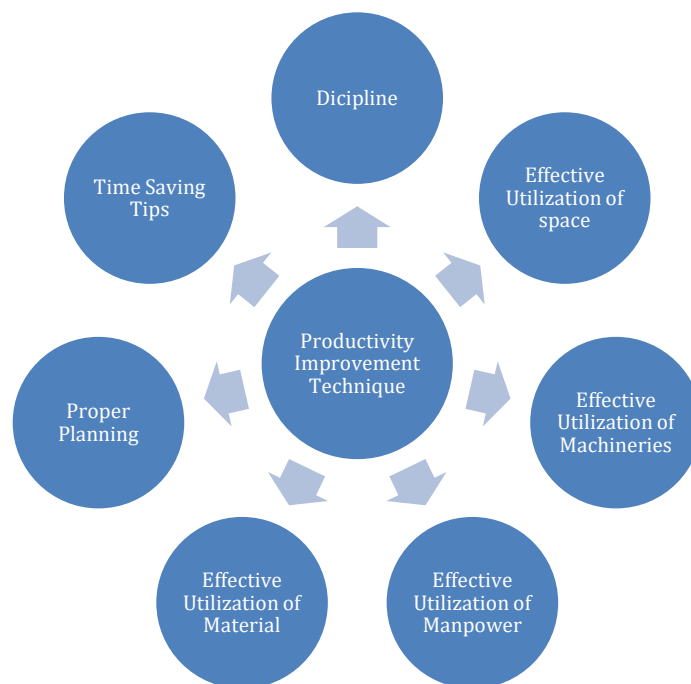 Dicipline
Effective
Utilization of
space
Effective
Utilization of
Machineries
Effective
Utilization of
Manpower
Effective
Utilization of
Material
Proper
Planning
Time Saving
Tips
Productivity
Improvement
Technique